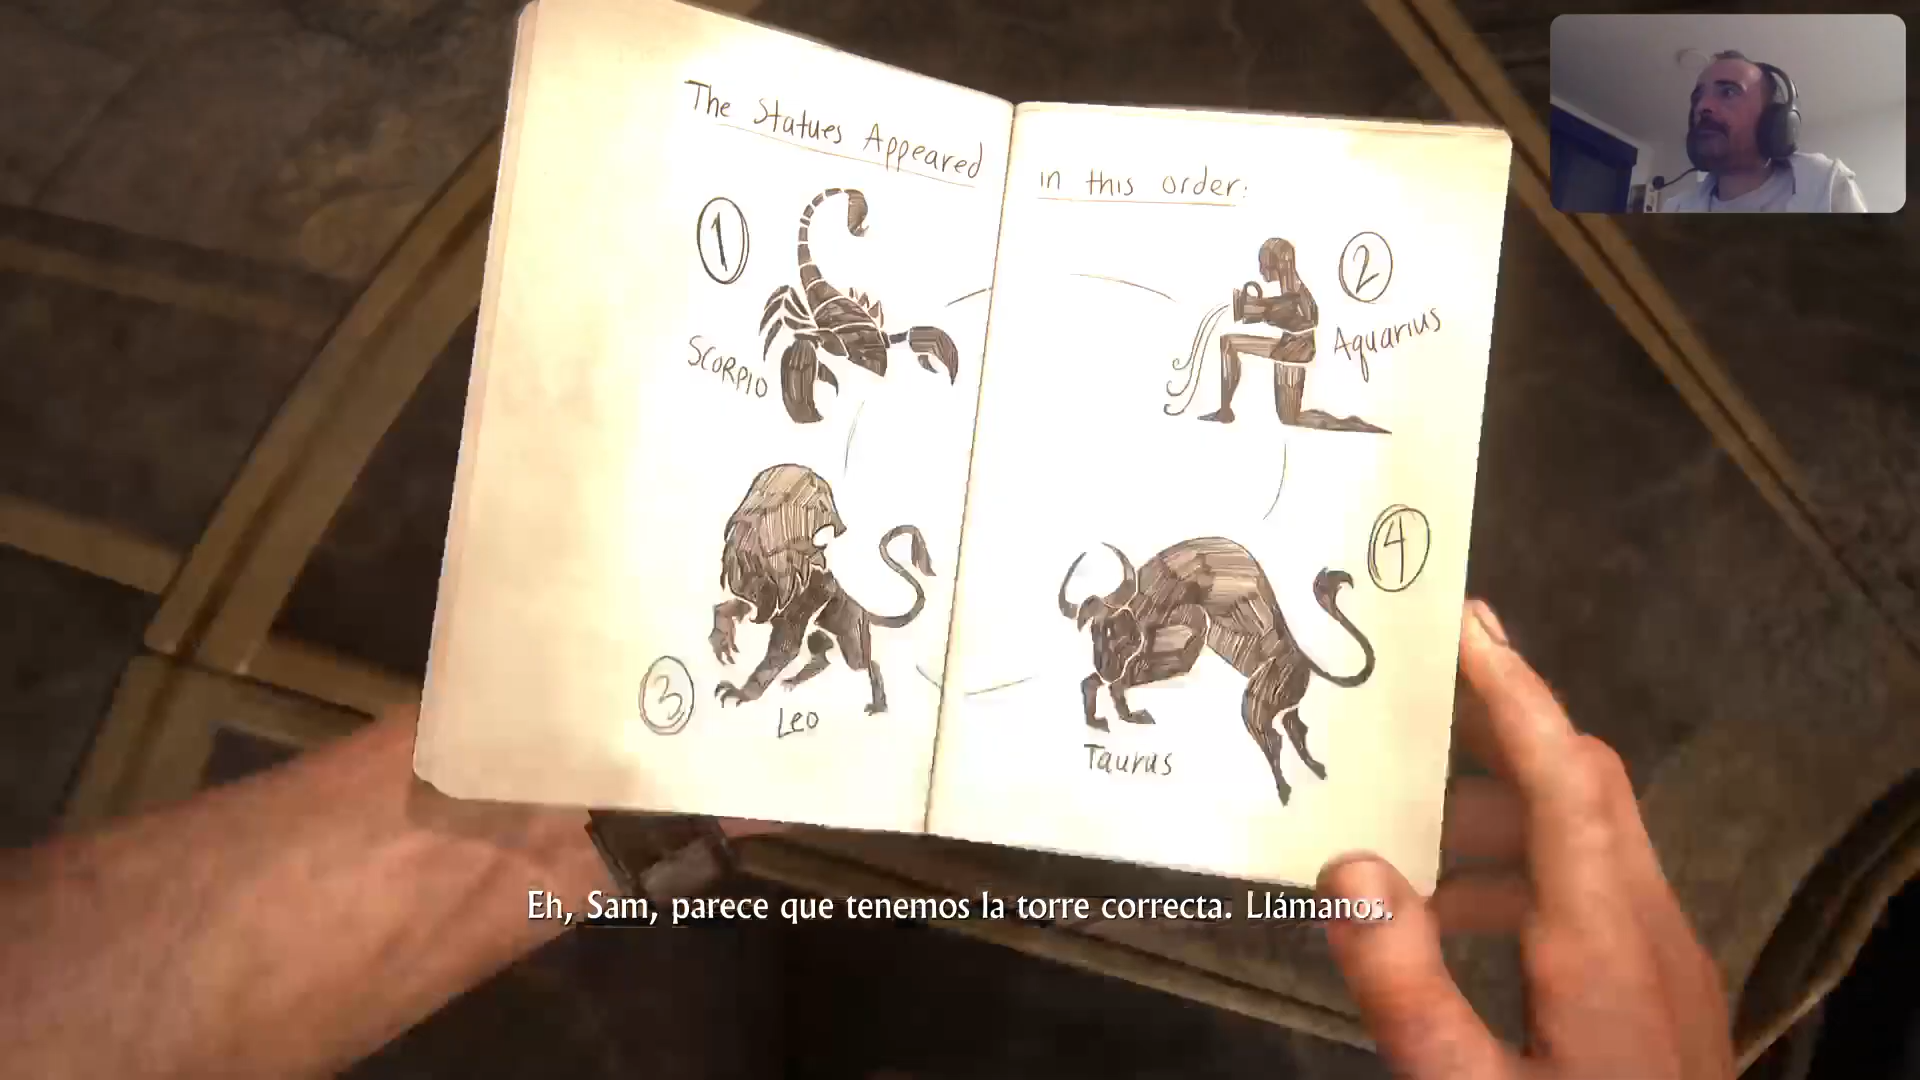 The Statues Appeared
in this order:
1
SCORPIO
2
Aquarius
3
Leo
4
Taurus
Eh, Sam, parece que tenemos la torre correcta. Llámanos.